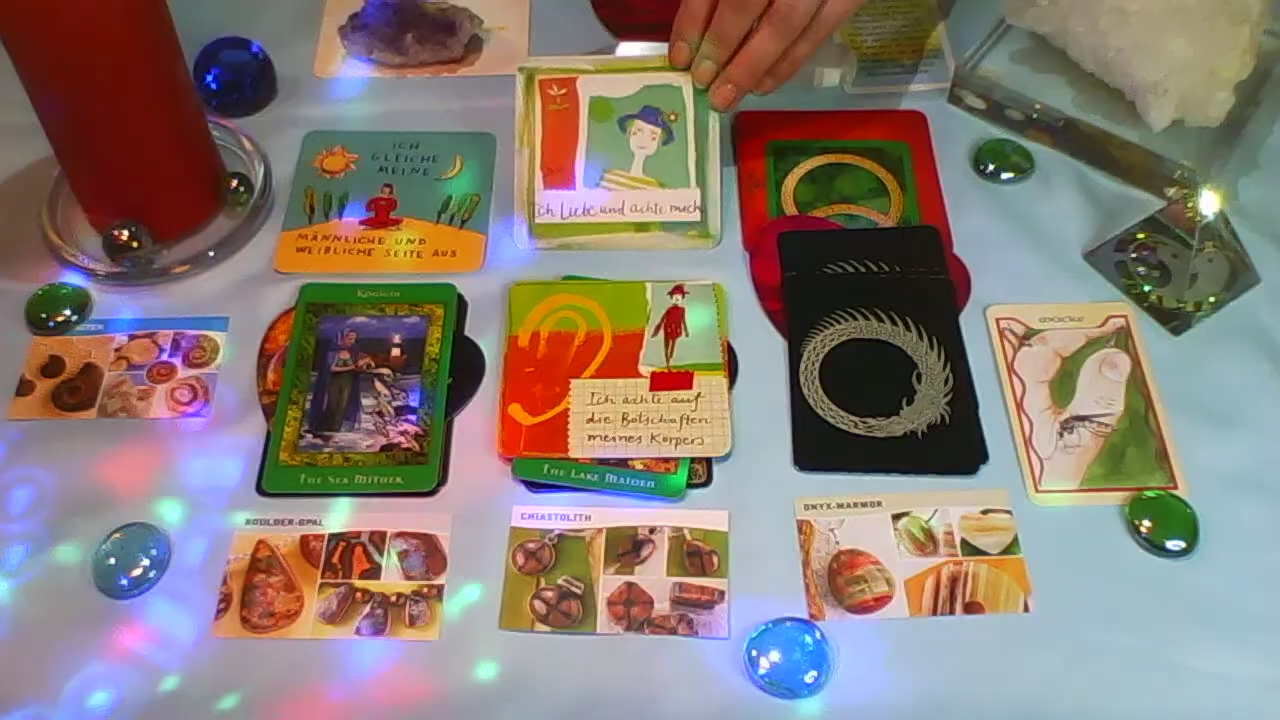 ICH
GLEICHE
MEINE
MÄNNLICHE UND
WEIBLICHE SEITE AUS
Ich Liebe und achte mich
Königin
THE SEA MITHER
Ich achte auf
die Botschaften
meines Körpers
THE LAKE MAIDEN
BOULDER-OPAL
CHIASTOLITH
ONYX-MARMOR